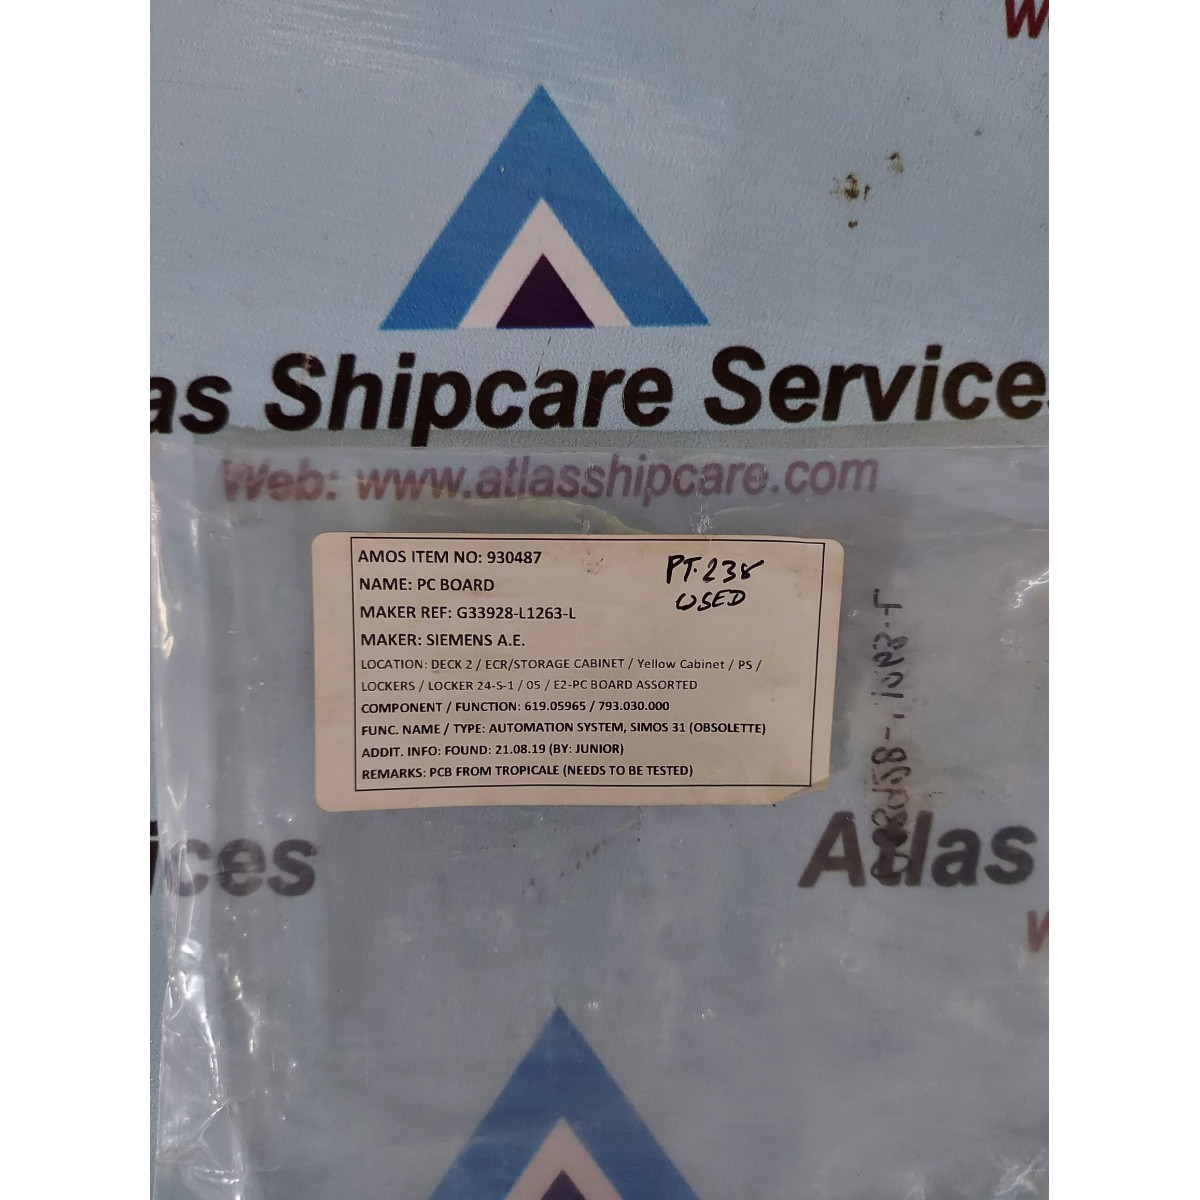 W
as Shipcare Service
Web: www.atlasshipcare.com
AMOS ITEM NO: 930487
NAME: PC BOARD
MAKER REF: G33928-L1263-L
MAKER: SIEMENS A.E.
LOCATION: DECK 2 / ECR/STORAGE CABINET / Yellow Cabinet / PS /
LOCKERS / LOCKER 24-S-1 / 05 / E2-PC BOARD ASSORTED
COMPONENT / FUNCTION: 619.05965 / 793.030.000
FUNC. NAME / TYPE: AUTOMATION SYSTEM, SIMOS 31 (OBSOLETTE)
ADDIT. INFO: FOUND: 21.08.19 (BY: JUNIOR)
REMARKS: PCB FROM TROPICALE (NEEDS TO BE TESTED)
PT-238
USED
ices
Atlas
W